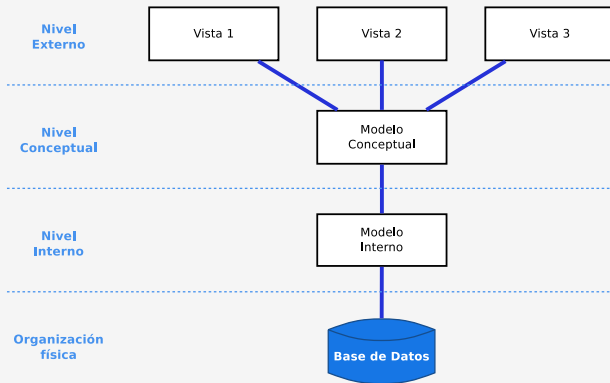 Nivel
Externo
Vista 1
Vista 2
Vista 3
Nivel
Conceptual
Modelo
Conceptual
Nivel
Interno
Modelo
Interno
Organización
física
Base de Datos